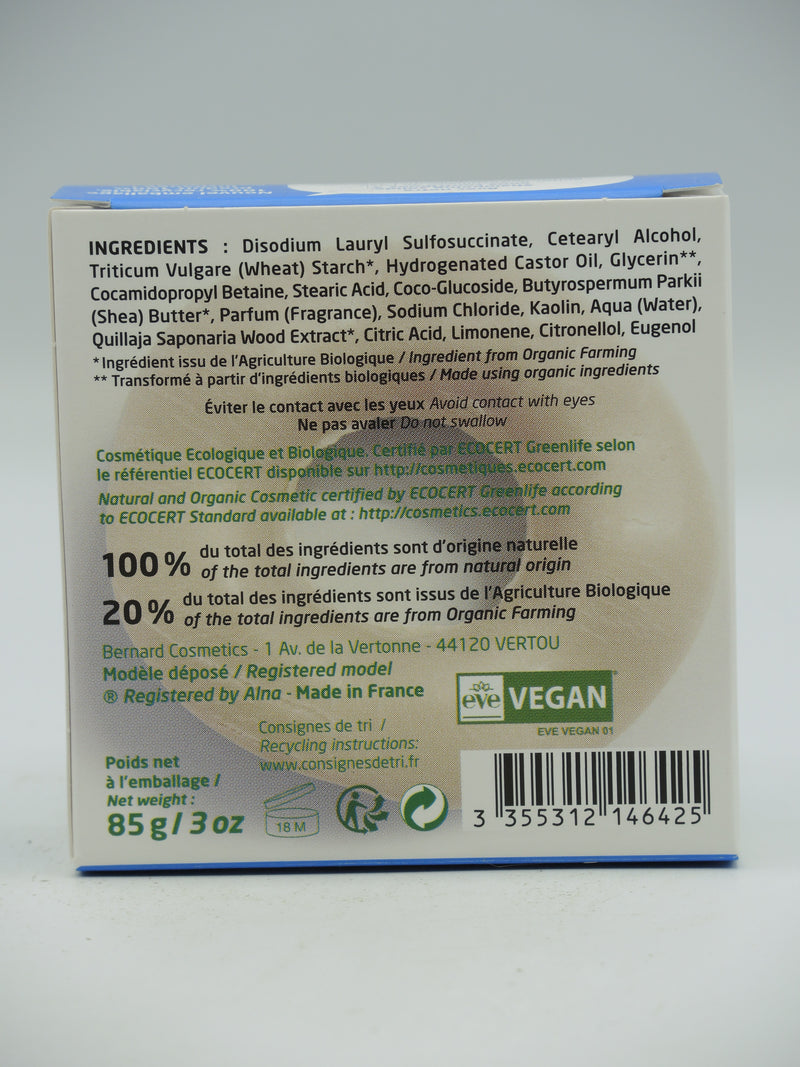 INGREDIENTS : Disodium Lauryl Sulfosuccinate, Cetearyl Alcohol,
Triticum Vulgare (Wheat) Starch*, Hydrogenated Castor Oil, Glycerin**,
Cocamidopropyl Betaine, Stearic Acid, Coco-Glucoside, Butyrospermum Parkii
(Shea) Butter*, Parfum (Fragrance), Sodium Chloride, Kaolin, Aqua (Water),
Quillaja Saponaria Wood Extract*, Citric Acid, Limonene, Citronellol, Eugenol
*Ingrédient issu de l'Agriculture Biologique / Ingredient from Organic Farming
** Transformé à partir d'ingrédients biologiques / Made using organic ingredients
Éviter le contact avec les yeux Avoid contact with eyes
Ne pas avaler Do not swallow
Cosmétique Ecologique et Biologique. Certifié par ECOCERT Greenlife selon
le référentiel ECOCERT disponible sur http://cosmetiques.ecocert.com
Natural and Organic Cosmetic certified by ECOCERT Greenlife according
to ECOCERT Standard available at : http://cosmetics.ecocert.com
100% du total des ingrédients sont d'origine naturelle
of the total ingredients are from natural origin
20% du total des ingrédients sont issus de l'Agriculture Biologique
of the total ingredients are from Organic Farming
Bernard Cosmetics - 1 Av. de la Vertonne - 44120 VERTOU
Modèle déposé / Registered model
® Registered by Alna - Made in France
eve VEGAN
EVE VEGAN 01
Consignes de tri /
Recycling instructions:
www.consignesdetri.fr
Poids net
à l'emballage /
Net weight :
85g / 3 oz
18 M
3 355312 146425